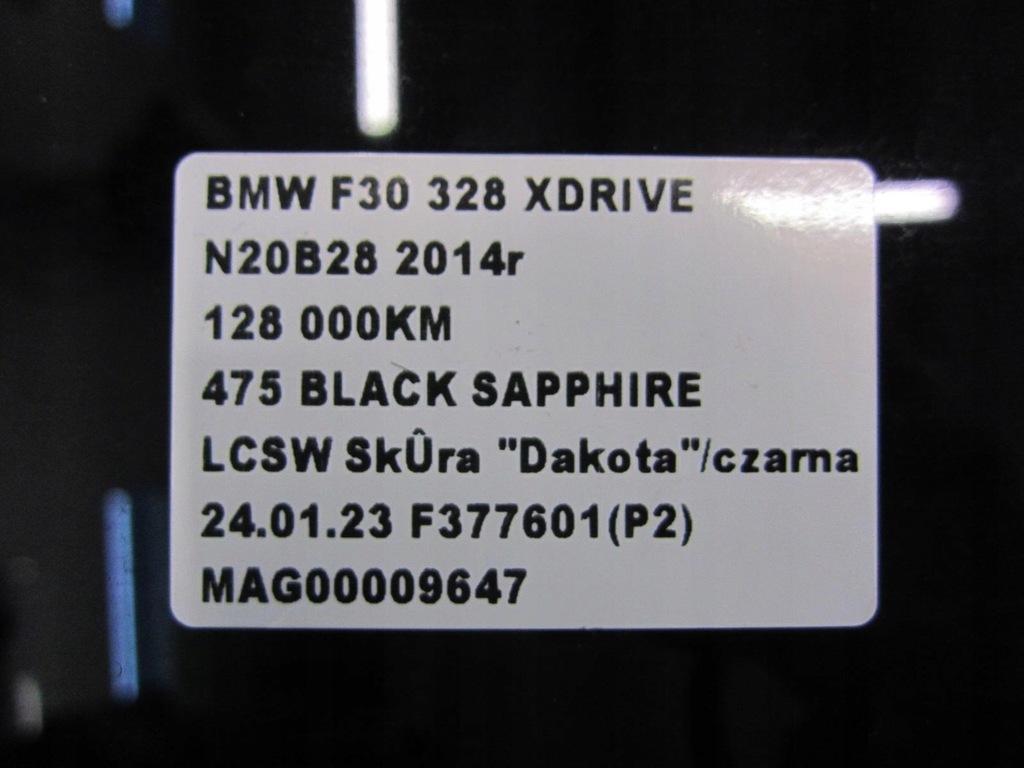 BMW F30 328 XDRIVE
N20B28 2014r
128 000KM
475 BLACK SAPPHIRE
LCSW SkÛra "Dakota"/czarna
24.01.23 F377601(P2)
MAG00009647